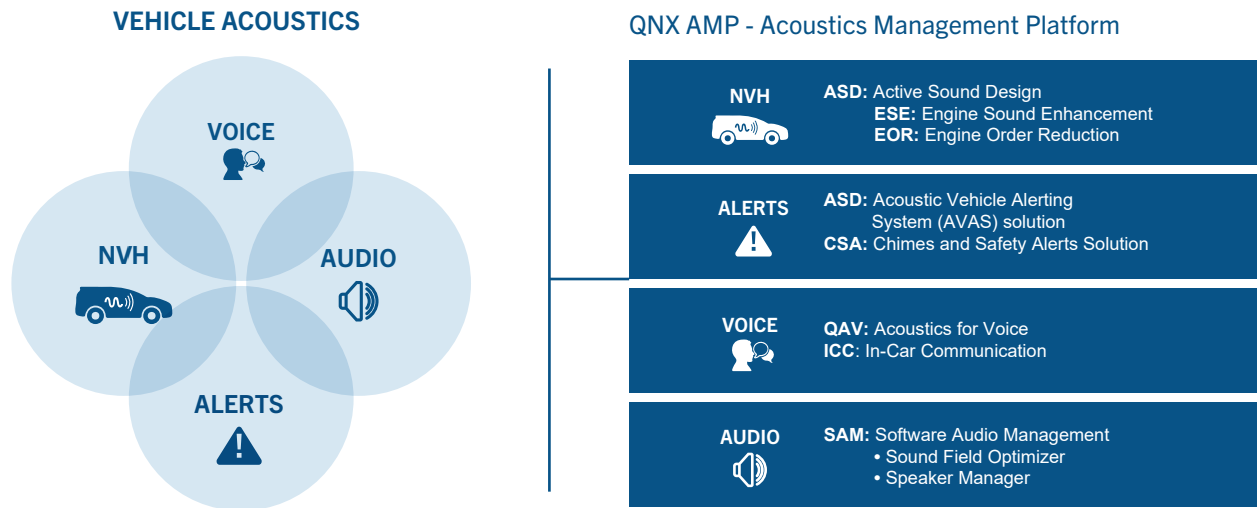 VEHICLE ACOUSTICS
VOICE
NVH
AUDIO
ALERTS
QNX AMP - Acoustics Management Platform
NVH
ASD: Active Sound Design
ESE: Engine Sound Enhancement
EOR: Engine Order Reduction
ALERTS
ASD: Acoustic Vehicle Alerting
System (AVAS) solution
CSA: Chimes and Safety Alerts Solution
VOICE
QAV: Acoustics for Voice
ICC: In-Car Communication
AUDIO
SAM: Software Audio Management
• Sound Field Optimizer
• Speaker Manager